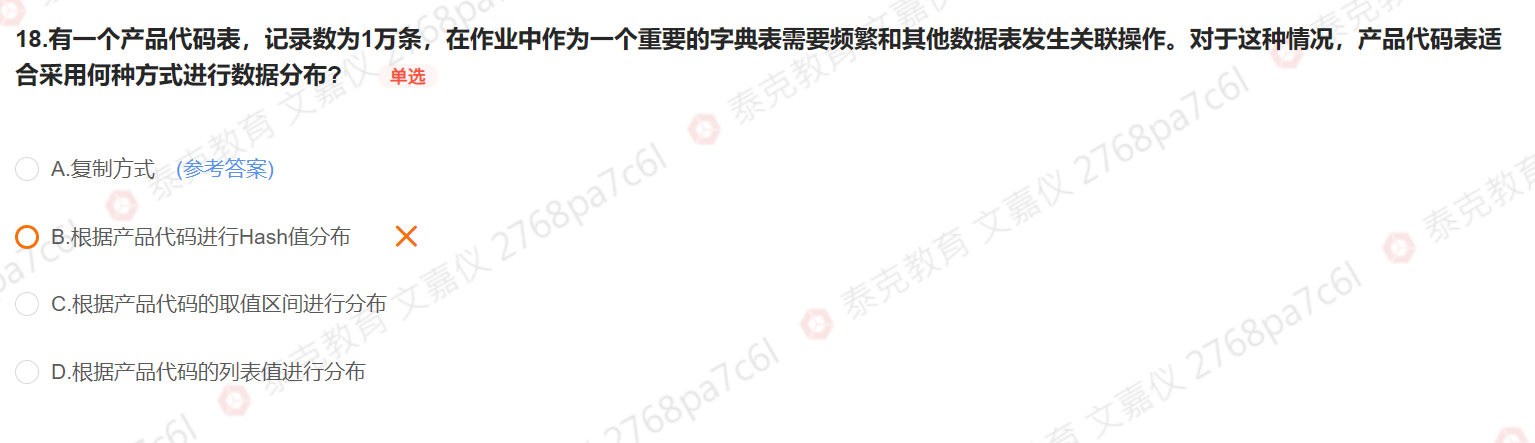 18.有一个产品代码表，记录数为1万条，在作业中作为一个重要的字典表需要频繁和其他数据表发生关联操作。对于这种情况，产品代码表适
合采用何种方式进行数据分布? 单选
A.复制方式 (参考答案)
B.根据产品代码进行Hash值分布
C.根据产品代码的取值区间进行分布
D.根据产品代码的列表值进行分布
泰克教育 文嘉仪 2768pa7c6l